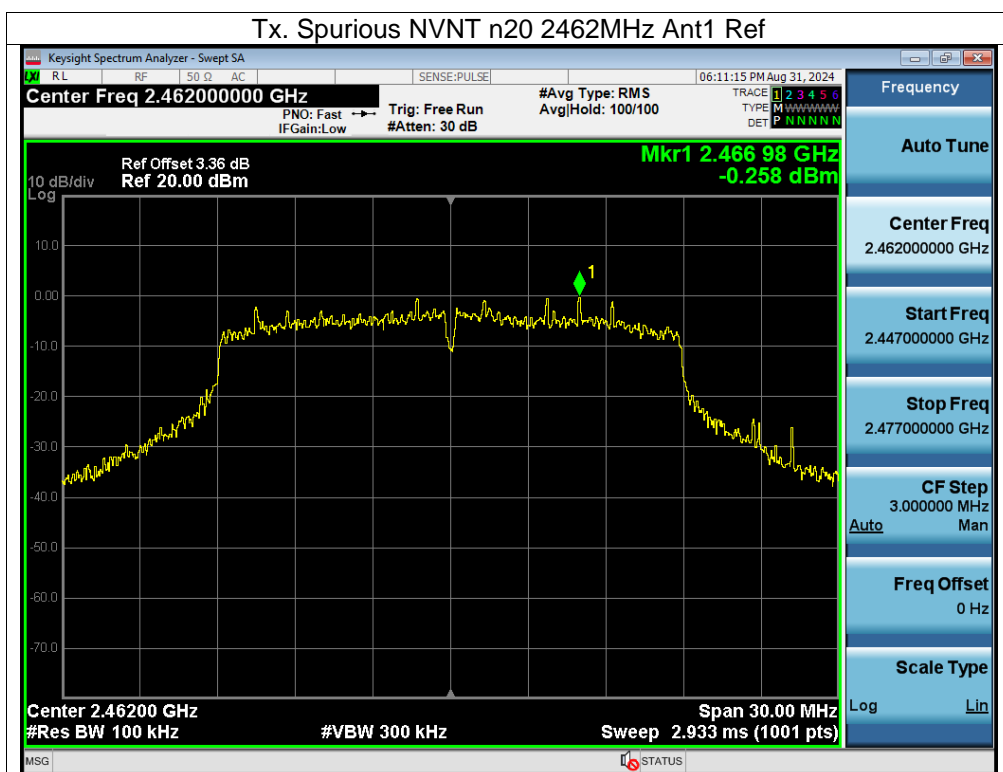 Tx. Spurious NVNT n20 2462MHz Ant1 Ref
Keysight Spectrum Analyzer - Swept SA
LXI RL RF 50 Ω AC SENSE:PULSE 06:11:15 PM Aug 31, 2024
Center Freq 2.462000000 GHz
PNO: Fast
IFGain:Low
Trig: Free Run
#Atten: 30 dB
#Avg Type: RMS
Avg|Hold: 100/100
TRACE 1 2 3 4 5 6
TYPE M WWWWW
DET P N N N N N
Frequency
Auto Tune
Center Freq
2.462000000 GHz
Start Freq
2.447000000 GHz
Stop Freq
2.477000000 GHz
CF Step
3.000000 MHz
Auto Man
Freq Offset
0 Hz
Scale Type
Log Lin
Mkr1 2.466 98 GHz
-0.258 dBm
Ref Offset 3.36 dB
10 dB/div Ref 20.00 dBm
Log
10.0
0.00
-10.0
-20.0
-30.0
-40.0
-50.0
-60.0
-70.0
1
Center 2.46200 GHz Span 30.00 MHz
#Res BW 100 kHz #VBW 300 kHz Sweep 2.933 ms (1001 pts)
MSG STATUS